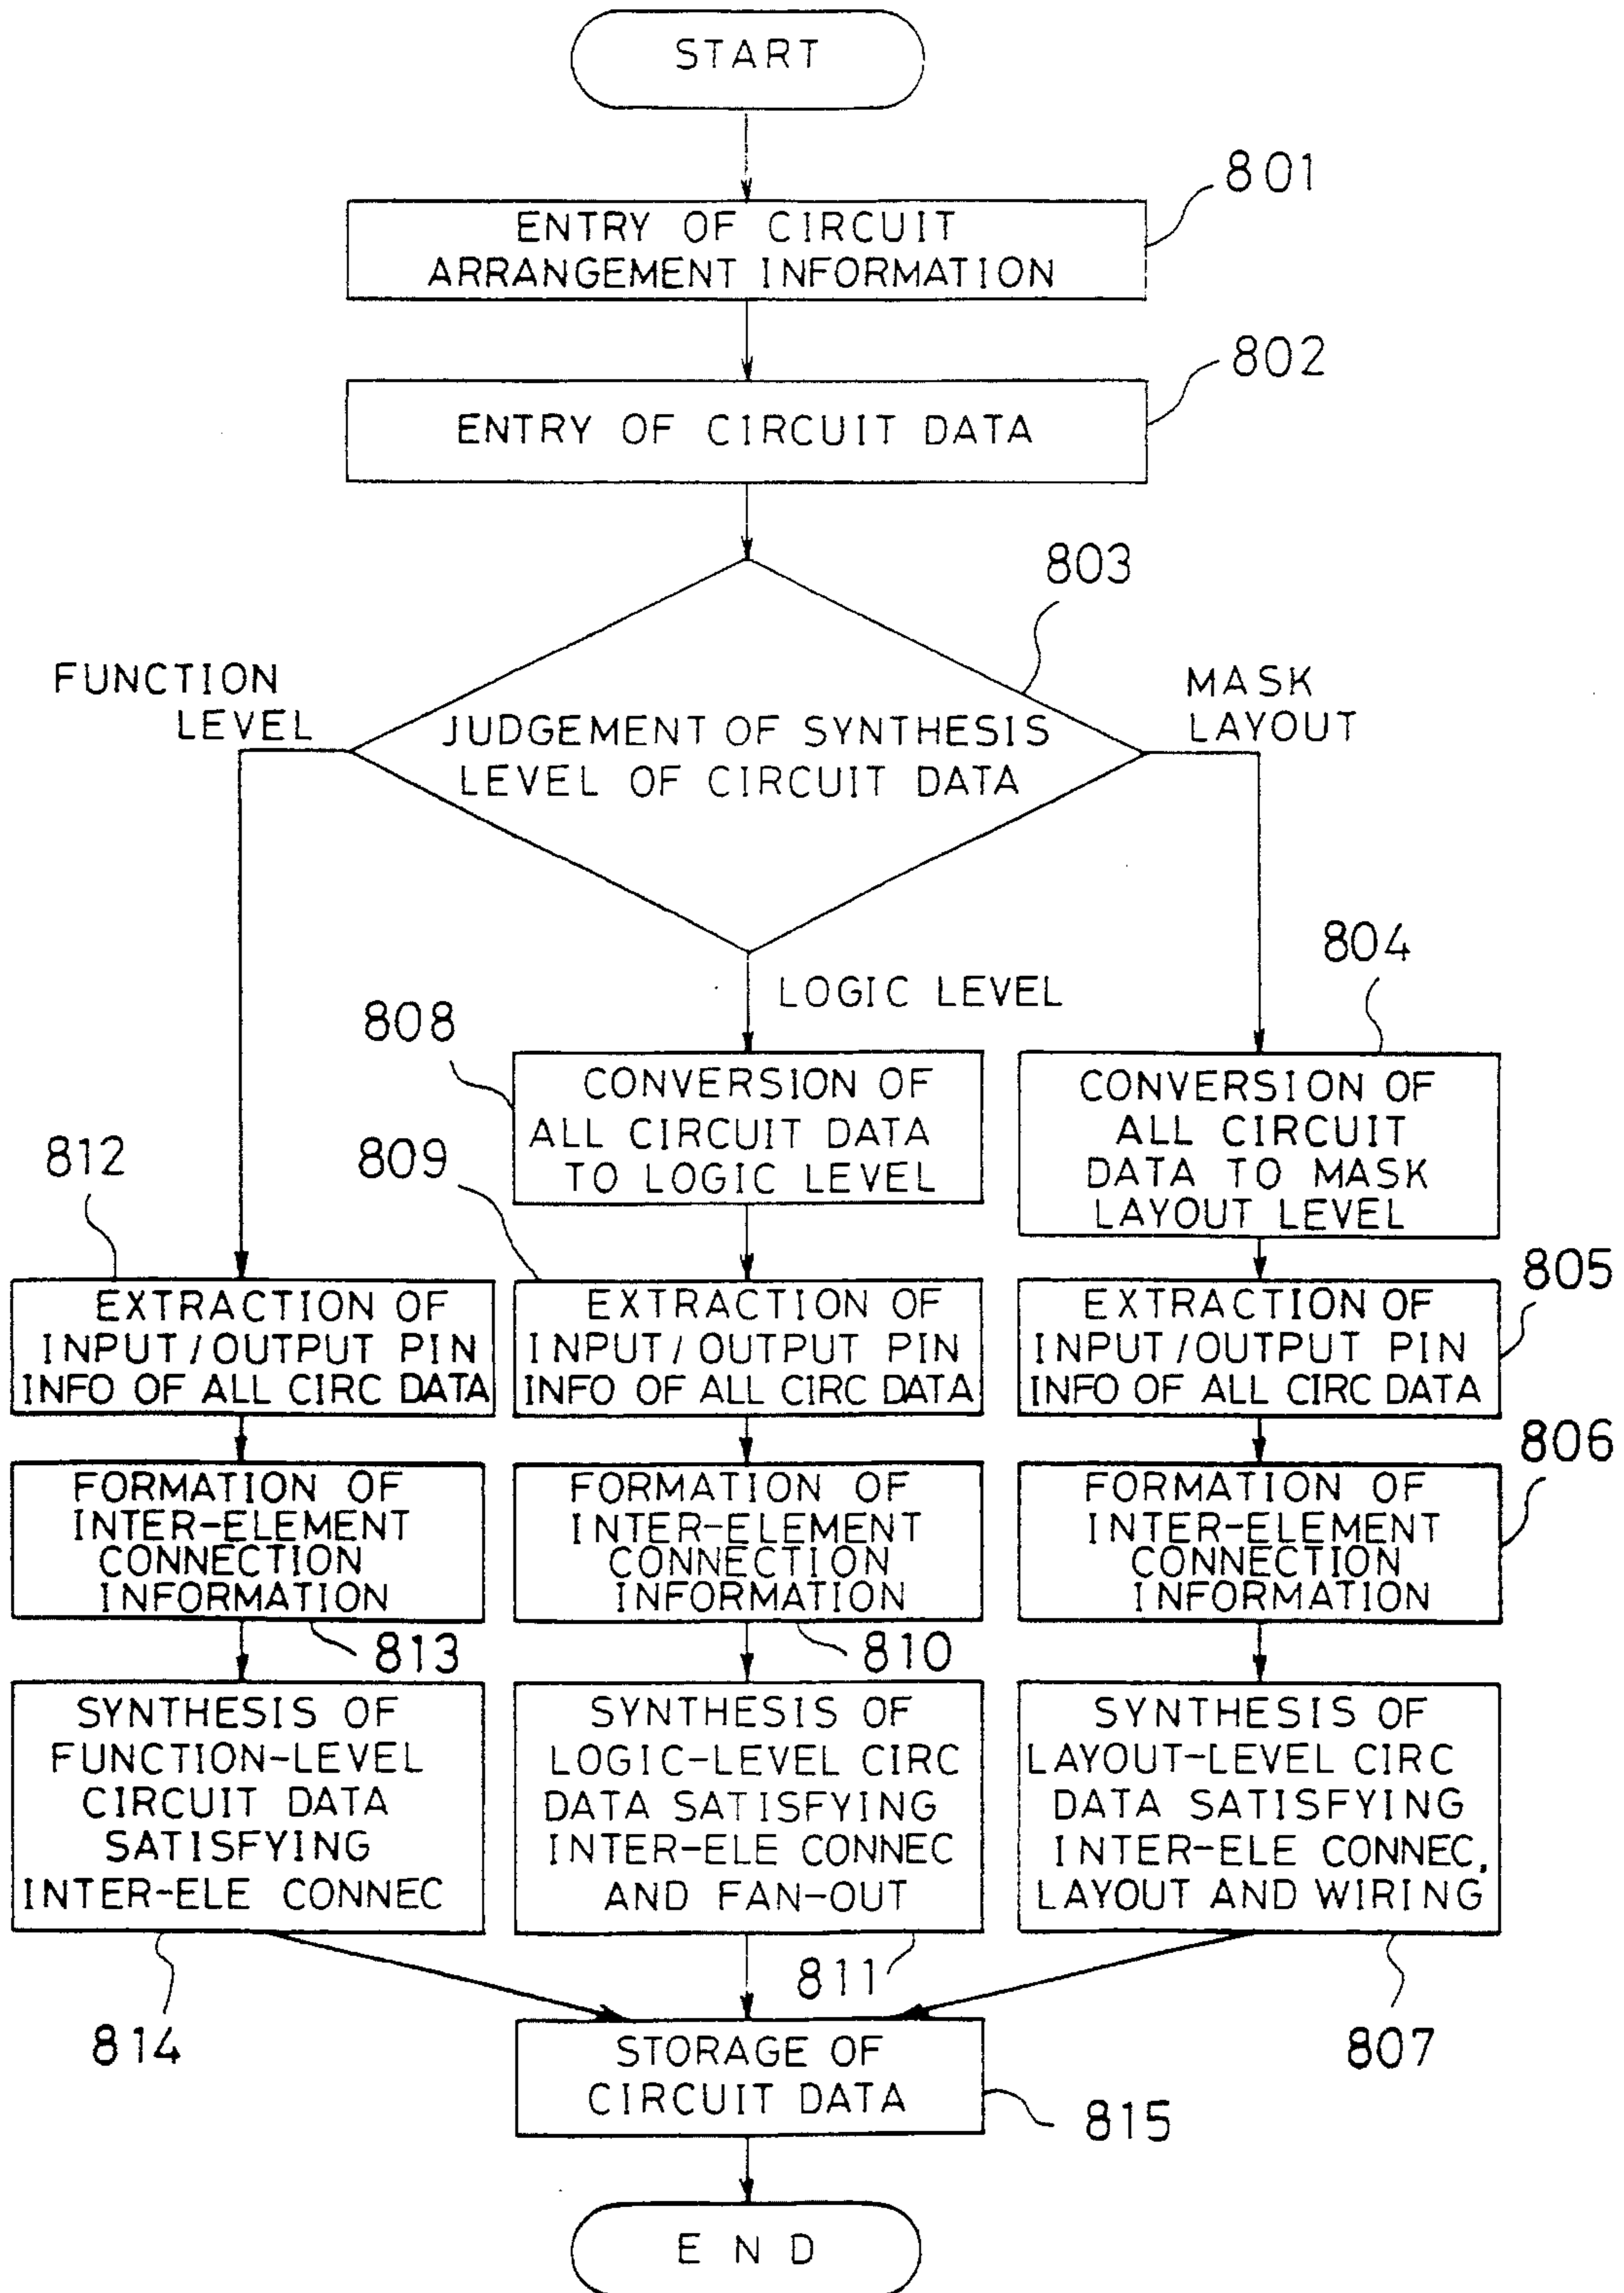 START
801
ENTRY OF CIRCUIT
ARRANGEMENT INFORMATION
802
ENTRY OF CIRCUIT DATA
803
FUNCTION
LEVEL
MASK
LAYOUT
JUDGEMENT OF SYNTHESIS
LEVEL OF CIRCUIT DATA
LOGIC LEVEL
804
808
CONVERSION OF
ALL CIRCUIT DATA
TO LOGIC LEVEL
CONVERSION OF
ALL CIRCUIT
DATA TO MASK
LAYOUT LEVEL
812
809
805
EXTRACTION OF
INPUT/OUTPUT PIN
INFO OF ALL CIRC DATA
EXTRACTION OF
INPUT/OUTPUT PIN
INFO OF ALL CIRC DATA
EXTRACTION OF
INPUT/OUTPUT PIN
INFO OF ALL CIRC DATA
806
FORMATION OF
INTER-ELEMENT
CONNECTION
INFORMATION
FORMATION OF
INTER-ELEMENT
CONNECTION
INFORMATION
FORMATION OF
INTER-ELEMENT
CONNECTION
INFORMATION
813
810
SYNTHESIS OF
FUNCTION-LEVEL
CIRCUIT DATA
SATISFYING
INTER-ELE CONNEC
SYNTHESIS OF
LOGIC-LEVEL CIRC
DATA SATISFYING
INTER-ELE CONNEC
AND FAN-OUT
SYNTHESIS OF
LAYOUT-LEVEL CIRC
DATA SATISFYING
INTER-ELE CONNEC,
LAYOUT AND WIRING
814
811
807
STORAGE OF
CIRCUIT DATA
815
END